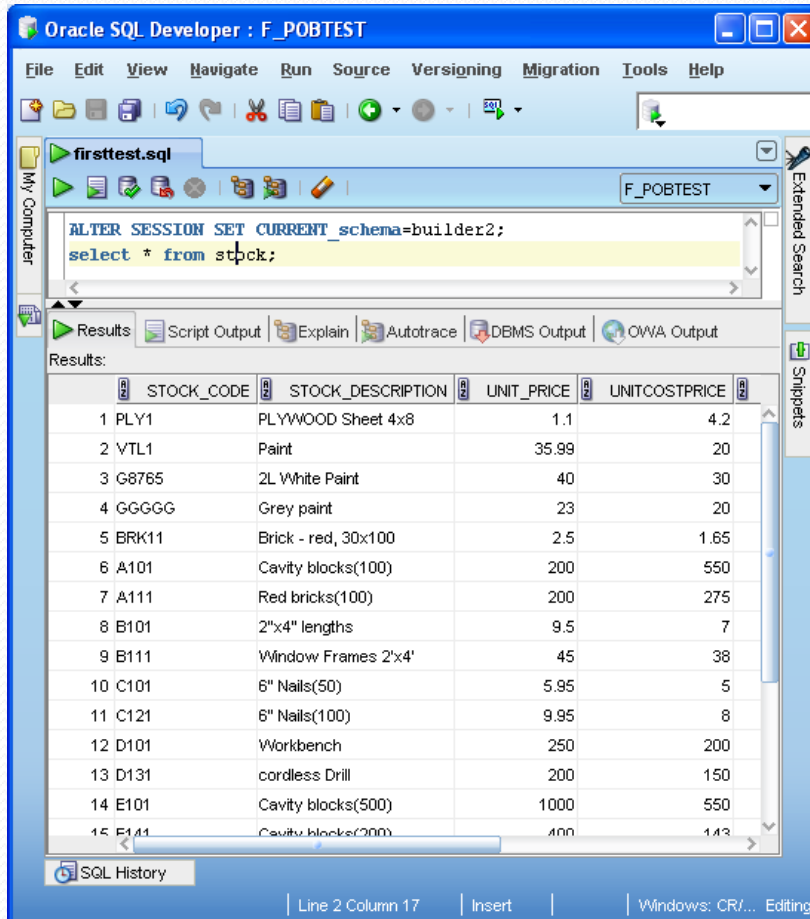 Oracle SQL Developer : F_POBTEST
File Edit View Navigate Run Source Versioning Migration Tools Help
firsttest.sql
My Computer
F_POBTEST
Extended Search
Snippets
ALTER SESSION SET CURRENT_schema=builder2;
select * from stock;
Results Script Output Explain Autotrace DBMS Output OWA Output
Results:
STOCK_CODE STOCK_DESCRIPTION UNIT_PRICE UNITCOSTPRICE
1 PLY1 PLYWOOD Sheet 4x8 1.1 4.2
2 VTL1 Paint 35.99 20
3 G8765 2L White Paint 40 30
4 GGGGG Grey paint 23 20
5 BRK11 Brick - red, 30x100 2.5 1.65
6 A101 Cavity blocks(100) 200 550
7 A111 Red bricks(100) 200 275
8 B101 2"x4" lengths 9.5 7
9 B111 Window Frames 2'x4' 45 38
10 C101 6" Nails(50) 5.95 5
11 C121 6" Nails(100) 9.95 8
12 D101 Workbench 250 200
13 D131 cordless Drill 200 150
14 E101 Cavity blocks(500) 1000 550
15 E141 Cavity blocks(200) 400 143
SQL History
Line 2 Column 17 Insert Windows: CR/... Editing